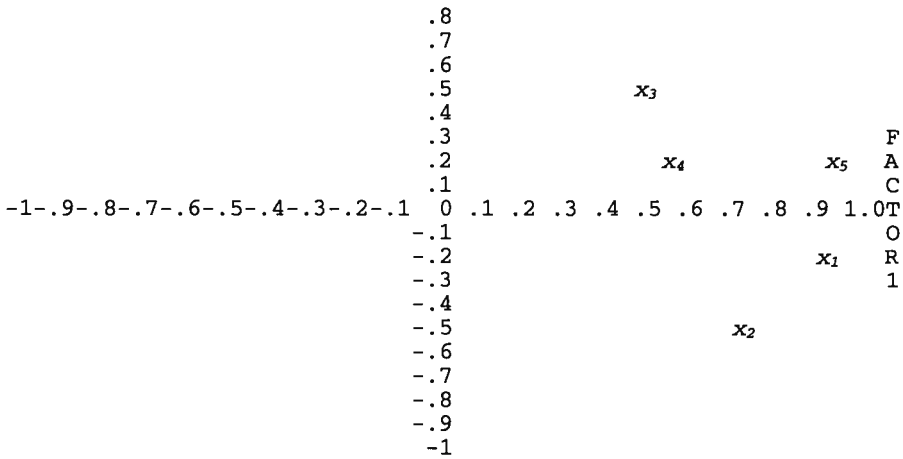 .8
.7
.6
.5 x₃
.4
.3 F
.2 x₄ x₅ A
.1 C
-1-.9-.8-.7-.6-.5-.4-.3-.2-.1 0 .1 .2 .3 .4 .5 .6 .7 .8 .9 1.0T
-.1 O
-.2 x₁ R
-.3 1
-.4
-.5 x₂
-.6
-.7
-.8
-.9
-1